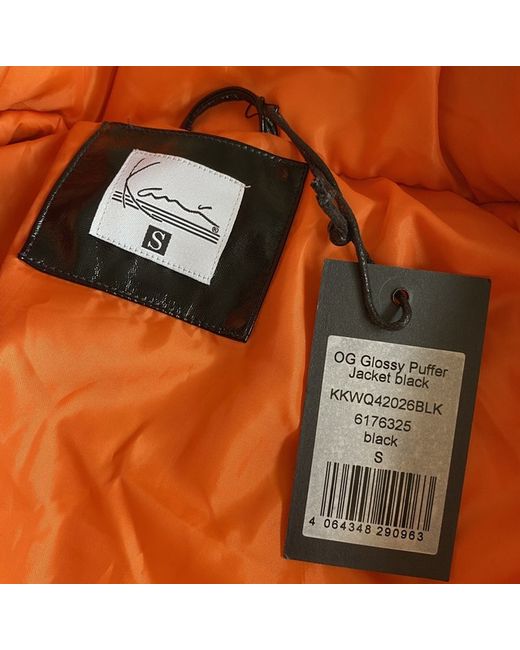 Kani
®
S
OG Glossy Puffer
Jacket black
KKWQ42026BLK
6176325
black
S
4 064348 290963